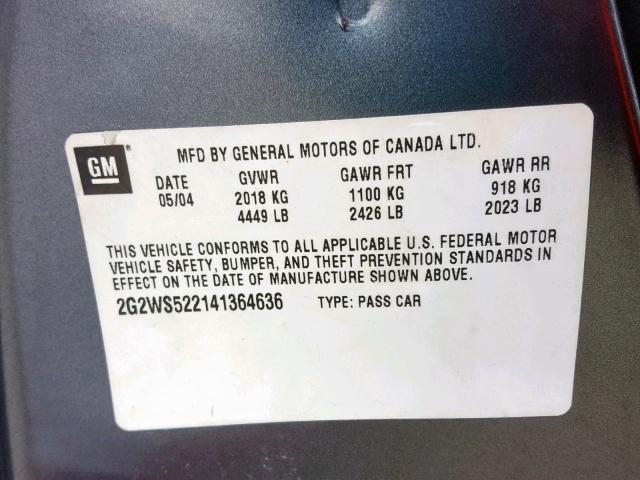 GM®
MFD BY GENERAL MOTORS OF CANADA LTD.
DATE GVWR GAWR FRT GAWR RR
05/04 2018 KG 1100 KG 918 KG
4449 LB 2426 LB 2023 LB
THIS VEHICLE CONFORMS TO ALL APPLICABLE U.S. FEDERAL MOTOR
VEHICLE SAFETY, BUMPER, AND THEFT PREVENTION STANDARDS IN
EFFECT ON THE DATE OF MANUFACTURE SHOWN ABOVE.
2G2WS522141364636 TYPE: PASS CAR